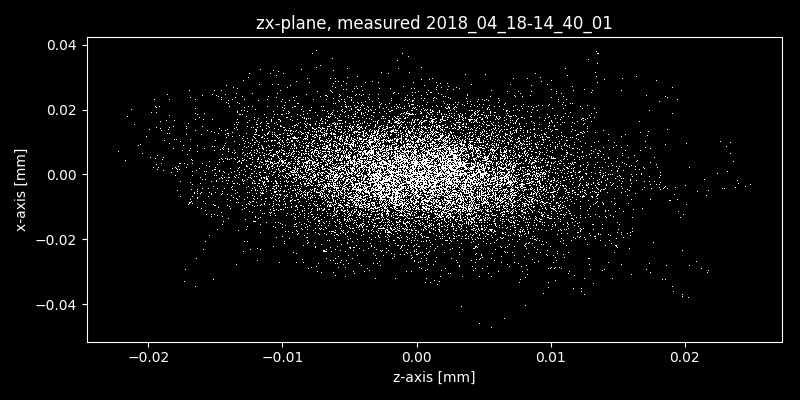 zx-plane, measured 2018_04_18-14_40_01
0.04
0.02
0.00
−0.02
−0.04
x-axis [mm]
−0.02 −0.01 0.00 0.01 0.02
z-axis [mm]